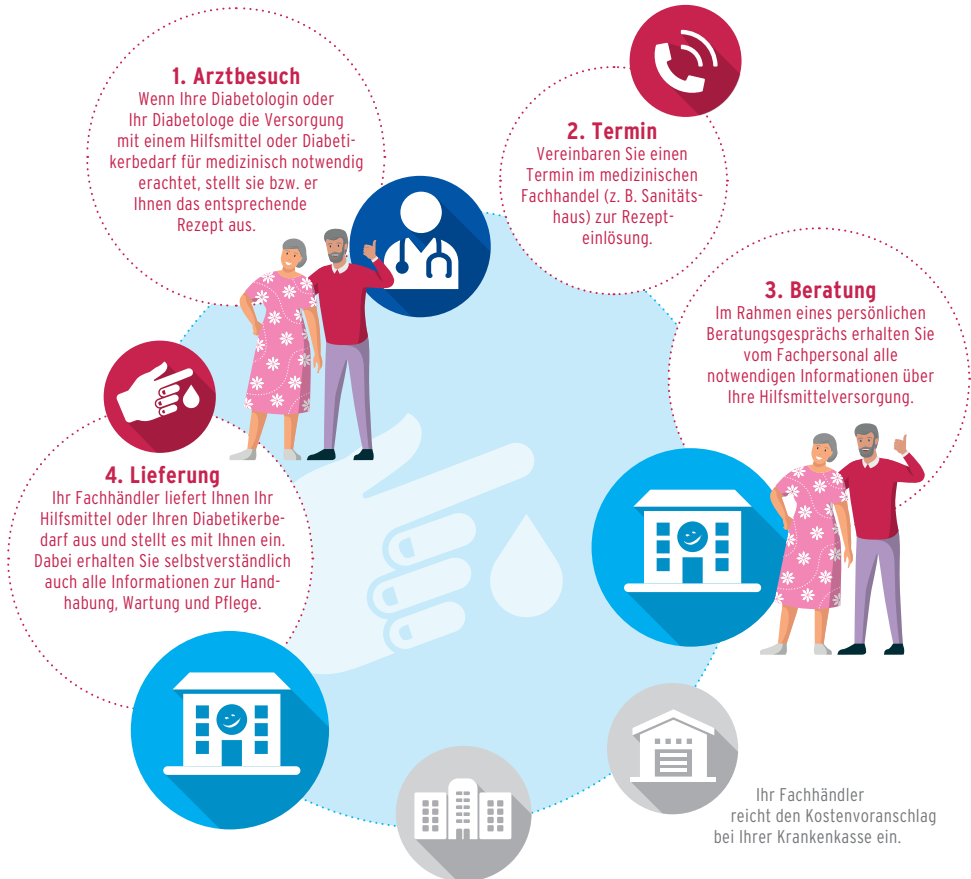 1. Arztbesuch
Wenn Ihre Diabetologin oder
Ihr Diabetologe die Versorgung
mit einem Hilfsmittel oder Diabeti-
kerbedarf für medizinisch notwendig
erachtet, stellt sie bzw. er
Ihnen das entsprechende
Rezept aus.
2. Termin
Vereinbaren Sie einen
Termin im medizinischen
Fachhandel (z. B. Sanitäts-
haus) zur Rezept-
einlösung.
3. Beratung
Im Rahmen eines persönlichen
Beratungsgesprächs erhalten Sie
vom Fachpersonal alle
notwendigen Informationen über
Ihre Hilfsmittelversorgung.
4. Lieferung
Ihr Fachhändler liefert Ihnen Ihr
Hilfsmittel oder Ihren Diabetikerbe-
darf aus und stellt es mit Ihnen ein.
Dabei erhalten Sie selbstverständlich
auch alle Informationen zur Hand-
habung, Wartung und Pflege.
Ihr Fachhändler
reicht den Kostenvoranschlag
bei Ihrer Krankenkasse ein.